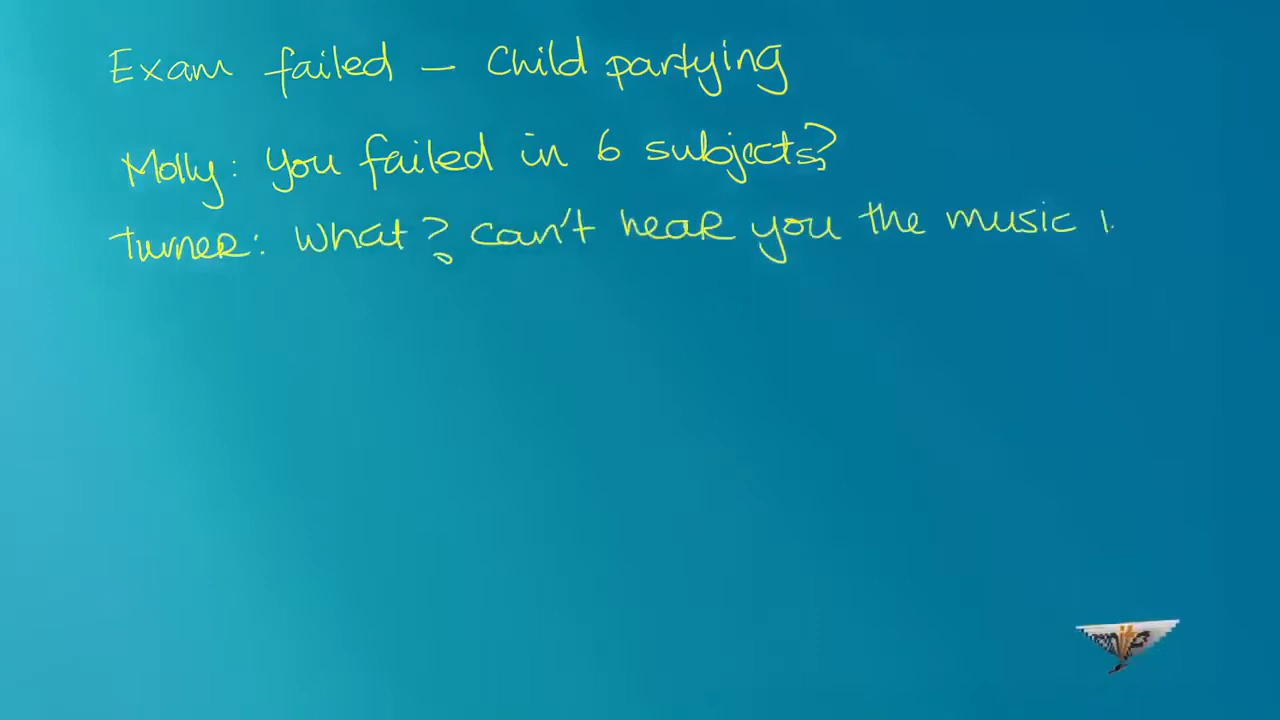 Exam failed – Child partying
Molly: You failed in 6 subjects?
Turner: What? can't hear you the music